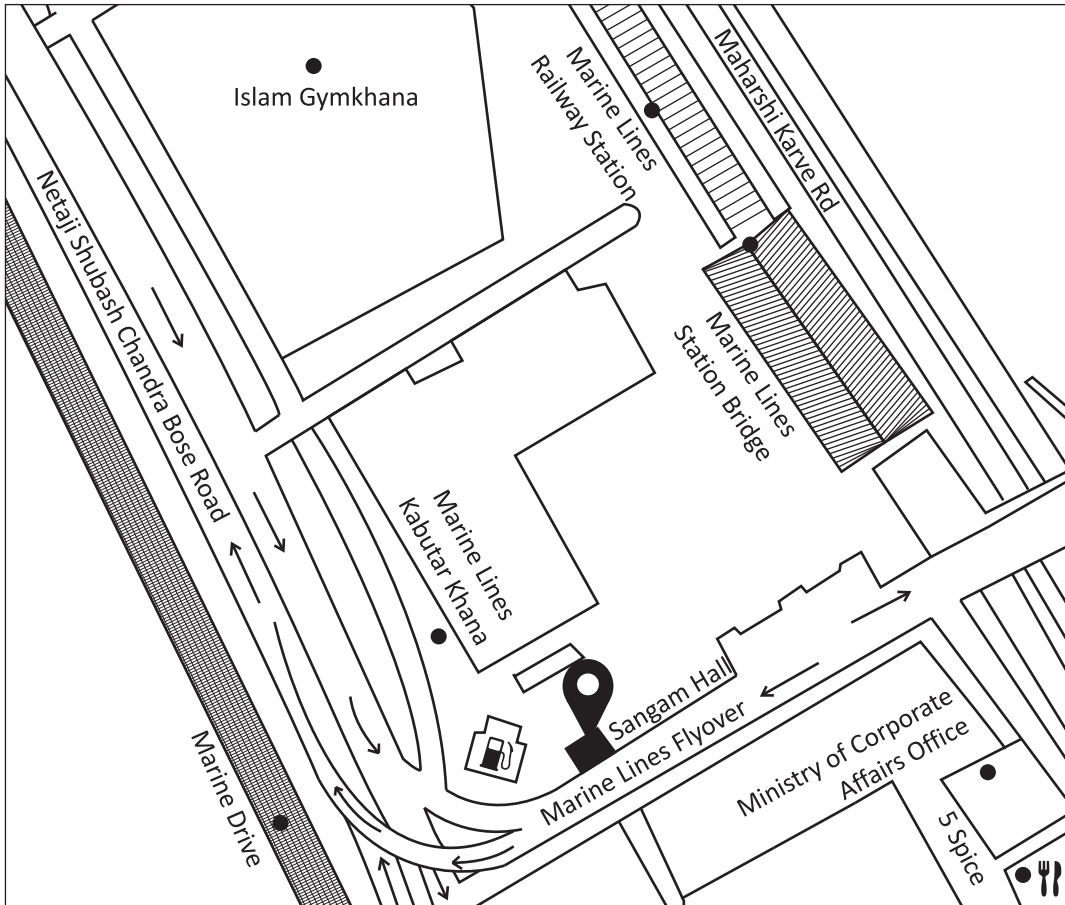 Islam Gymkhana
Marine Lines
Railway Station
Maharshi Karve Rd
Netaji Shubash Chandra Bose Road
Marine Lines
Station Bridge
Marine Lines
Kabutar Khana
Sangam Hall
Marine Lines Flyover
Marine Drive
Ministry of Corporate
Affairs Office
5 Spice